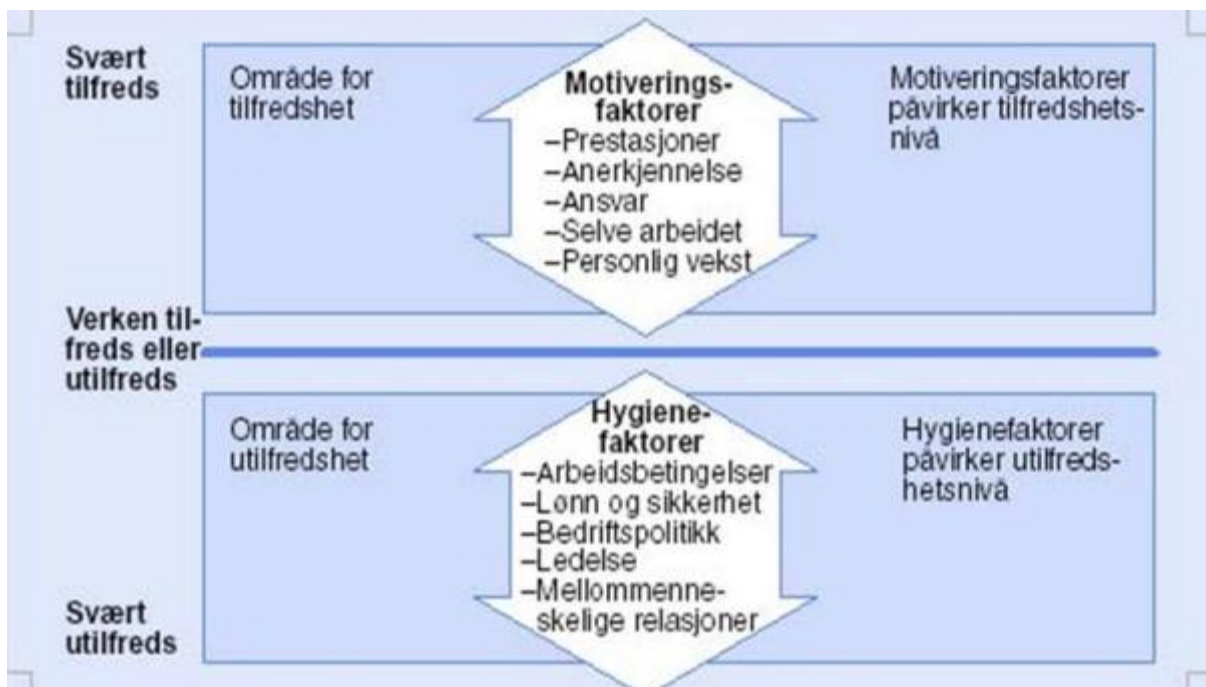 Svært
tilfreds
Område for
tilfredshet
Motiverings-
faktorer
–Prestasjoner
–Anerkjennelse
–Ansvar
–Selve arbeidet
–Personlig vekst
Motiveringsfaktorer
påvirker tilfredshets-
nivå
Verken til-
freds eller
utilfreds
Område for
utilfredshet
Hygiene-
faktorer
–Arbeidsbetingelser
–Lønn og sikkerhet
–Bedriftspolitikk
–Ledelse
–Mellommenne-
skelige relasjoner
Hygienefaktorer
påvirker utilfreds-
hetsnivå
Svært
utilfreds